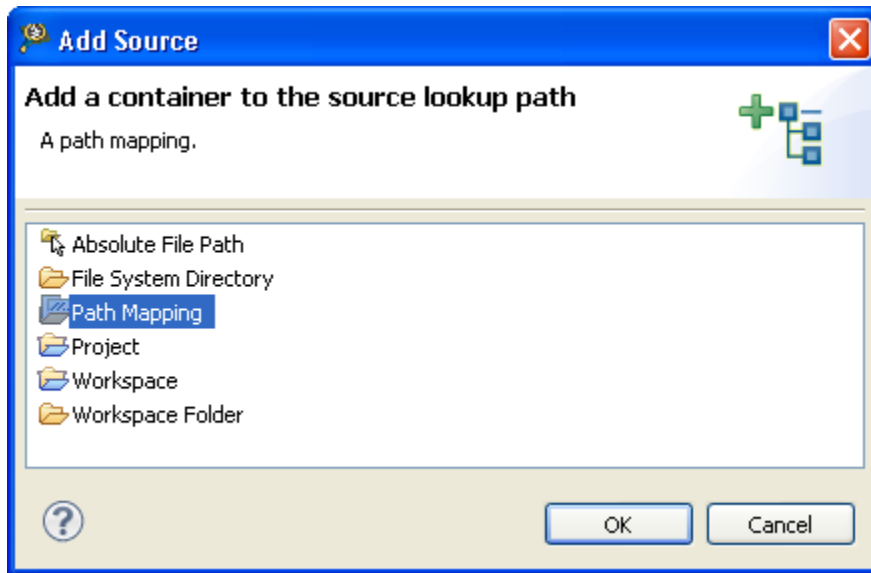 Add Source
Add a container to the source lookup path
A path mapping.
Absolute File Path
File System Directory
Path Mapping
Project
Workspace
Workspace Folder
?
OK
Cancel